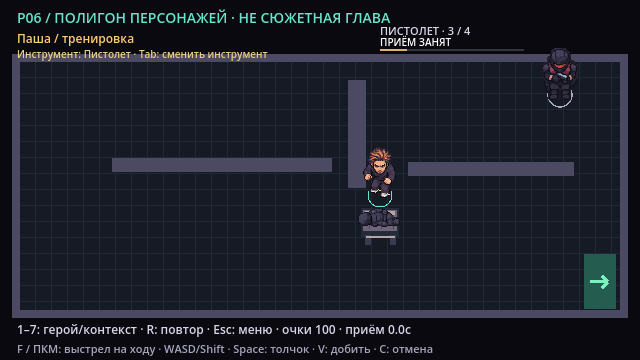 P06 / ПОЛИГОН ПЕРСОНАЖЕЙ · НЕ СЮЖЕТНАЯ ГЛАВА
Паша / тренировка
ПИСТОЛЕТ · 3 / 4
ПРИЁМ ЗАНЯТ
Инструмент: Пистолет · Tab: сменить инструмент
1–7: герой/контекст · R: повтор · Esc: меню · очки 100 · приём 0.0с
F / ПКМ: выстрел на ходу · WASD/Shift · Space: толчок · V: добить · C: отмена